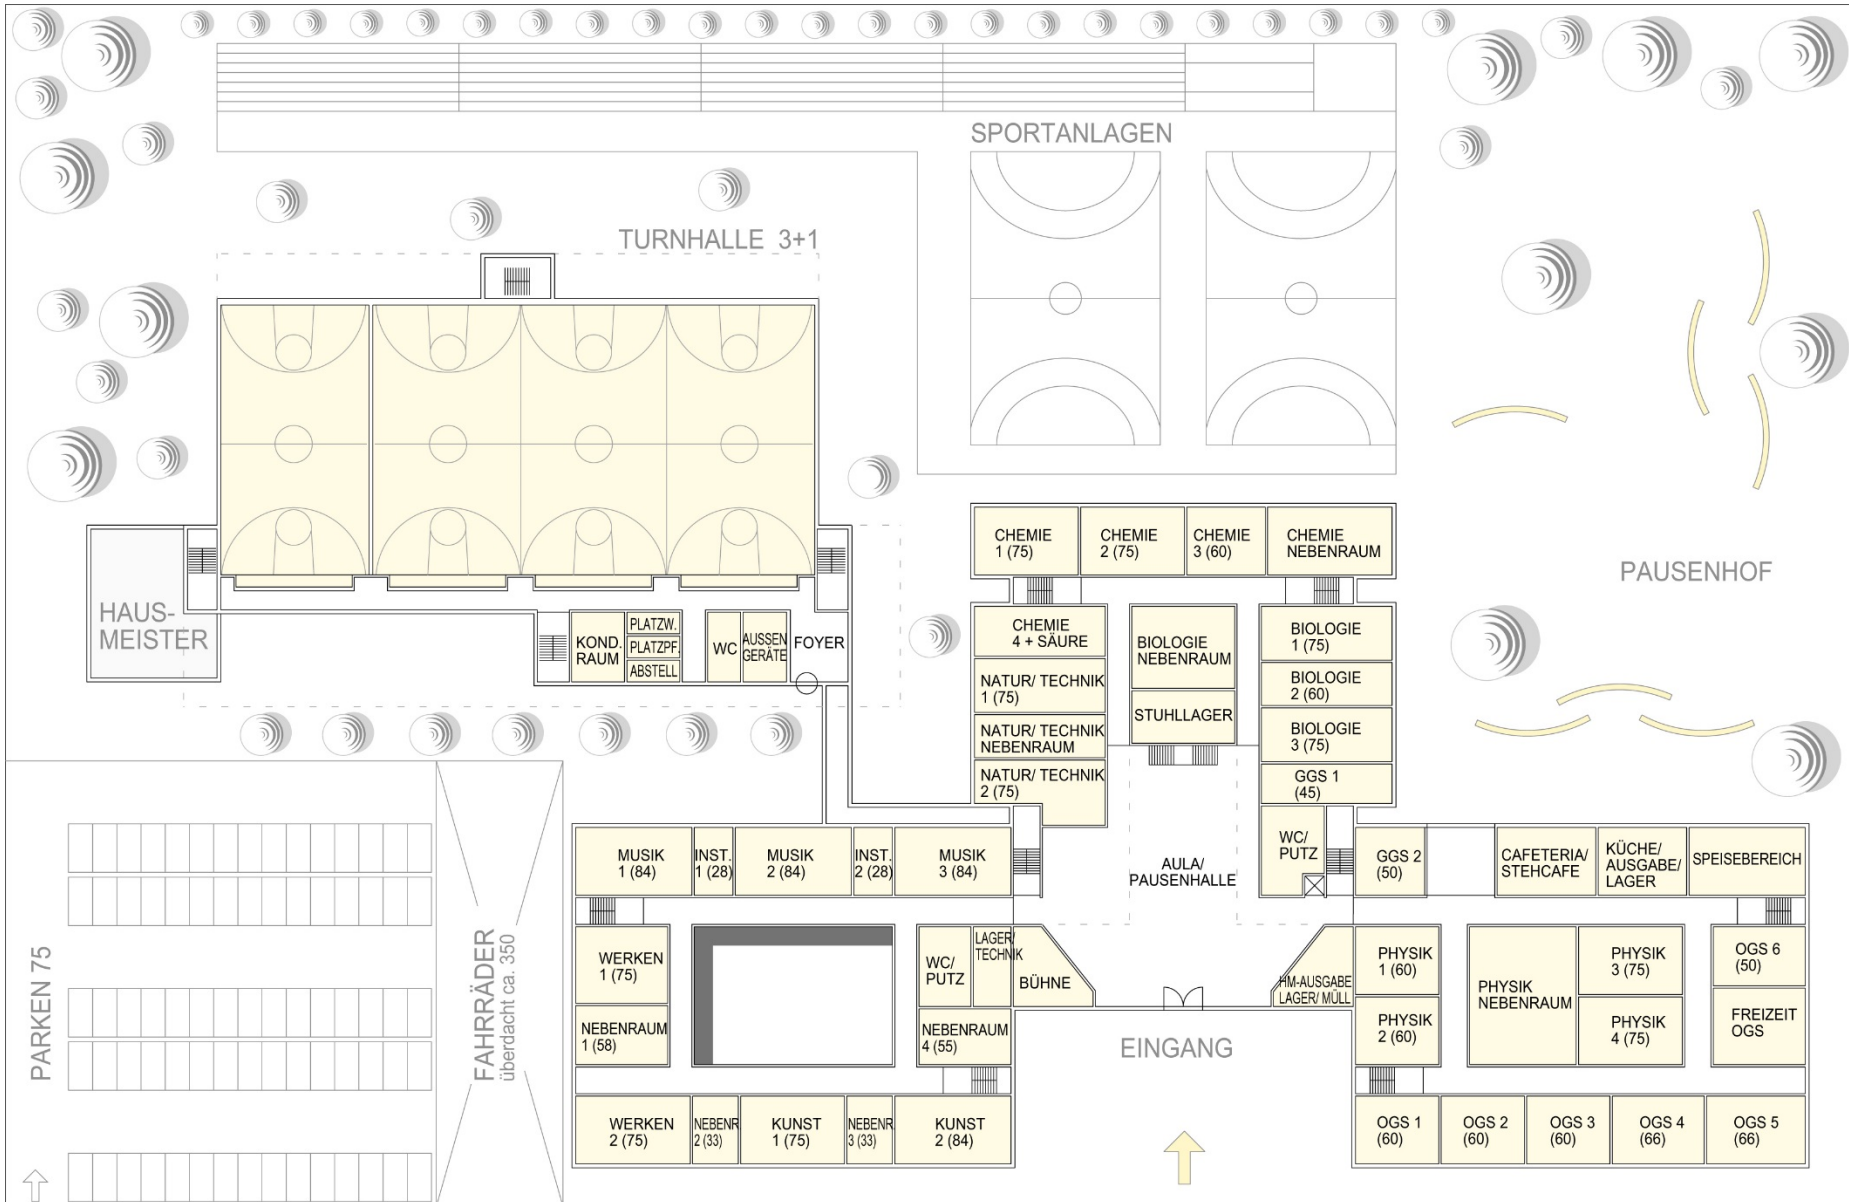 SPORTANLAGEN
TURNHALLE 3+1
HAUS-
MEISTER
KOND.
RAUM
PLATZW.
PLATZPF.
ABSTELL
WC
AUSSEN
GERÄTE
FOYER
CHEMIE
1 (75)
CHEMIE
2 (75)
CHEMIE
3 (60)
CHEMIE
NEBENRAUM
PAUSENHOF
CHEMIE
4 + SÄURE
BIOLOGIE
NEBENRAUM
BIOLOGIE
1 (75)
NATUR/ TECHNIK
1 (75)
BIOLOGIE
2 (60)
STUHLLAGER
NATUR/ TECHNIK
NEBENRAUM
BIOLOGIE
3 (75)
NATUR/ TECHNIK
2 (75)
GGS 1
(45)
MUSIK
1 (84)
INST.
1 (28)
MUSIK
2 (84)
INST.
2 (28)
MUSIK
3 (84)
AULA/
PAUSENHALLE
WC/
PUTZ
GGS 2
(50)
CAFETERIA/
STEHCAFE
KÜCHE/
AUSGABE/
LAGER
SPEISEBEREICH
PARKEN 75
FAHRRÄDER
überdacht ca. 350
WERKEN
1 (75)
WC/
PUTZ
LAGER/
TECHNIK
BÜHNE
HM-AUSGABE
LAGER/ MÜLL
PHYSIK
1 (60)
PHYSIK
NEBENRAUM
PHYSIK
3 (75)
OGS 6
(50)
NEBENRAUM
1 (58)
NEBENRAUM
4 (55)
EINGANG
PHYSIK
2 (60)
PHYSIK
4 (75)
FREIZEIT
OGS
WERKEN
2 (75)
NEBENR
2 (33)
KUNST
1 (75)
NEBENR
3 (33)
KUNST
2 (84)
OGS 1
(60)
OGS 2
(60)
OGS 3
(60)
OGS 4
(66)
OGS 5
(66)